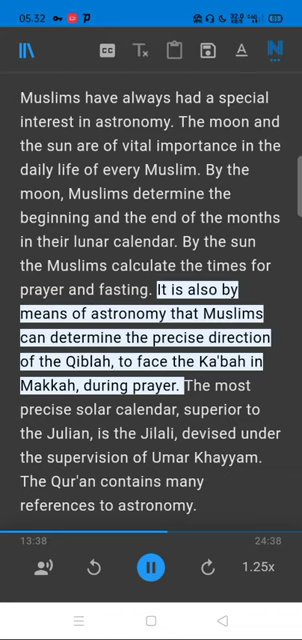 05.32
CC
Muslims have always had a special
interest in astronomy. The moon and
the sun are of vital importance in the
daily life of every Muslim. By the
moon, Muslims determine the
beginning and the end of the months
in their lunar calendar. By the sun
the Muslims calculate the times for
prayer and fasting. It is also by
means of astronomy that Muslims
can determine the precise direction
of the Qiblah, to face the Ka'bah in
Makkah, during prayer. The most
precise solar calendar, superior to
the Julian, is the Jilali, devised under
the supervision of Umar Khayyam.
The Qur'an contains many
references to astronomy.
13:38 24:38
1.25x